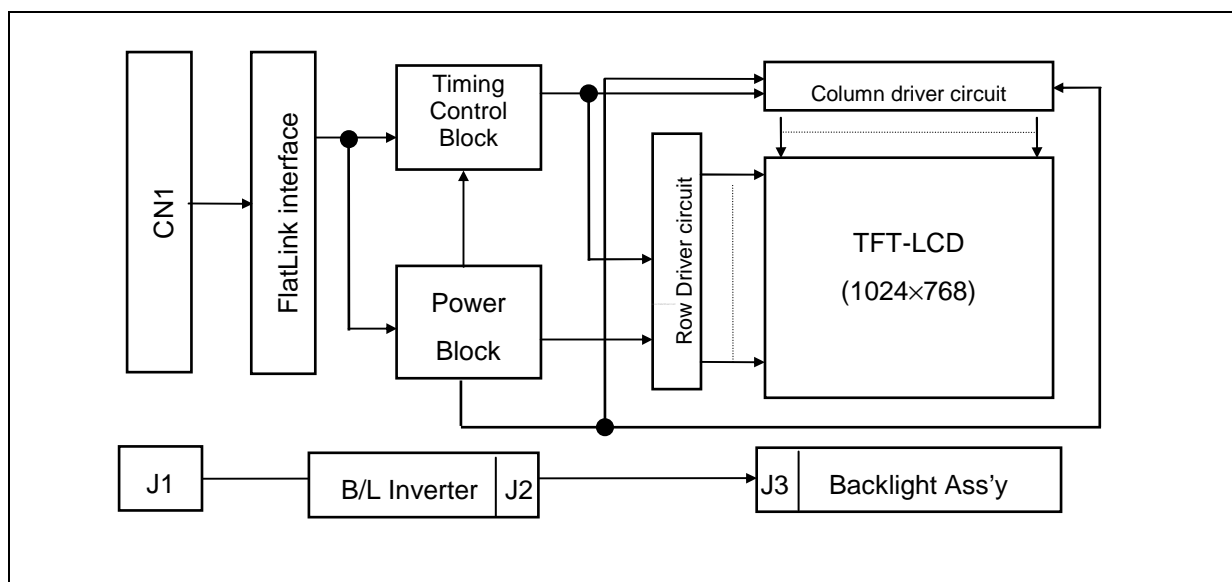 CN1
FlatLink interface
Timing
Control
Block
Power
Block
Row Driver circuit
Column driver circuit
TFT-LCD
(1024×768)
J1
B/L Inverter
J2
J3
Backlight Ass'y